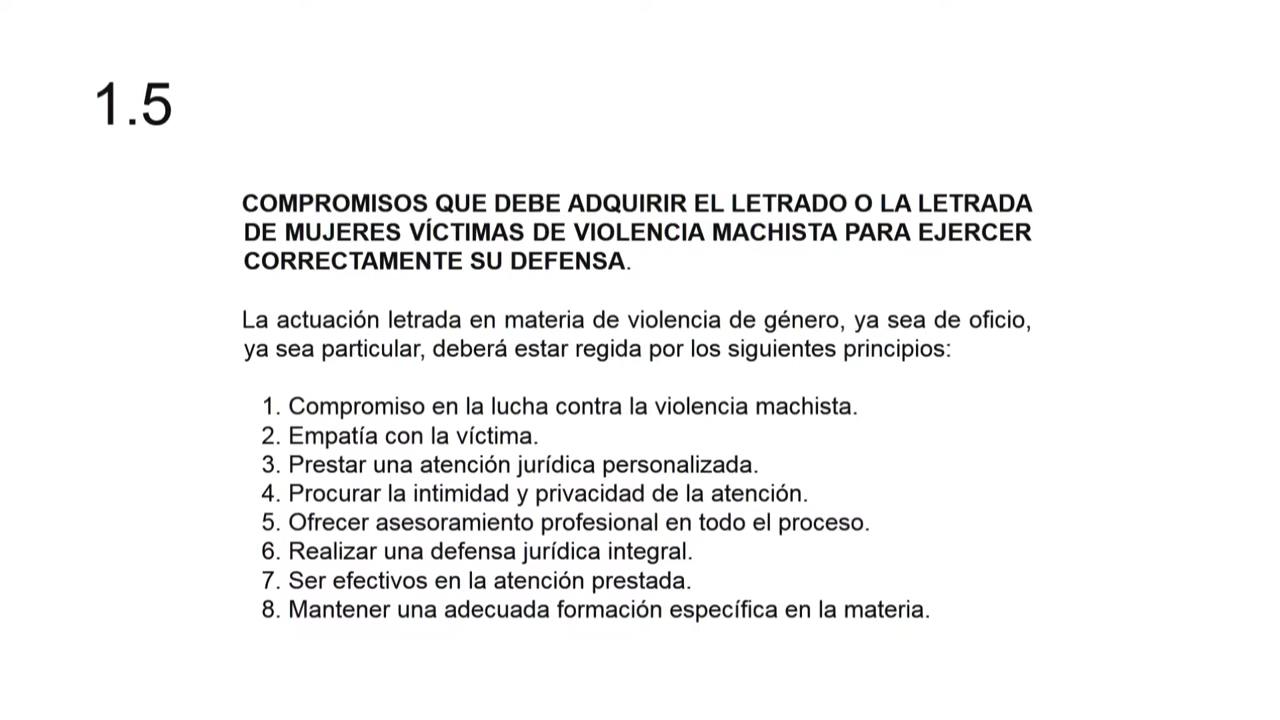 1.5
COMPROMISOS QUE DEBE ADQUIRIR EL LETRADO O LA LETRADA
DE MUJERES VÍCTIMAS DE VIOLENCIA MACHISTA PARA EJERCER
CORRECTAMENTE SU DEFENSA.
La actuación letrada en materia de violencia de género, ya sea de oficio,
ya sea particular, deberá estar regida por los siguientes principios:
1. Compromiso en la lucha contra la violencia machista.
2. Empatía con la víctima.
3. Prestar una atención jurídica personalizada.
4. Procurar la intimidad y privacidad de la atención.
5. Ofrecer asesoramiento profesional en todo el proceso.
6. Realizar una defensa jurídica integral.
7. Ser efectivos en la atención prestada.
8. Mantener una adecuada formación específica en la materia.